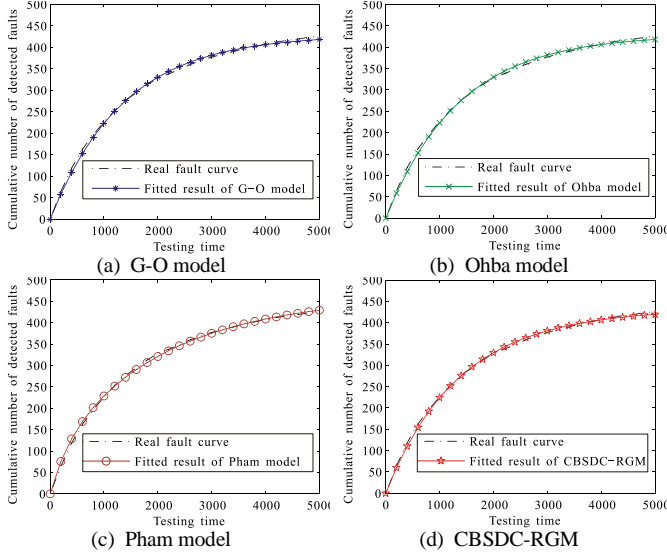 500
450
400
350
300
250
200
150
100
50
0
Cumulative number of detected faults
Real fault curve
Fitted result of G-O model
0 1000 2000 3000 4000 5000
Testing time
(a) G-O model
500
450
400
350
300
250
200
150
100
50
0
Cumulative number of detected faults
Real fault curve
Fitted result of Ohba model
0 1000 2000 3000 4000 5000
Testing time
(b) Ohba model
500
450
400
350
300
250
200
150
100
50
0
Cumulative number of detected faults
Real fault curve
Fitted result of Pham model
0 1000 2000 3000 4000 5000
Testing time
(c) Pham model
500
450
400
350
300
250
200
150
100
50
0
Cumulative number of detected faults
Real fault curve
Fitted result of CBSDC-RGM
0 1000 2000 3000 4000 5000
Testing time
(d) CBSDC-RGM